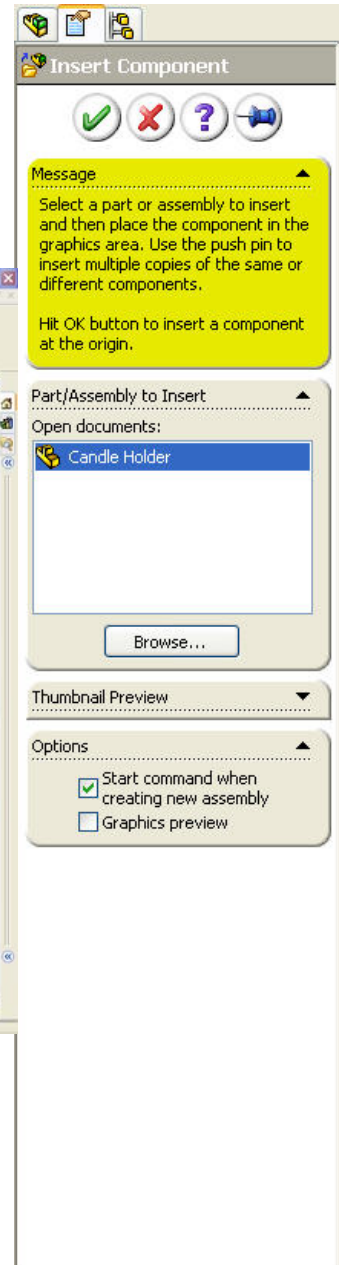 Insert Component
?
Message
Select a part or assembly to insert
and then place the component in the
graphics area. Use the push pin to
insert multiple copies of the same or
different components.
Hit OK button to insert a component
at the origin.
Part/Assembly to Insert
Open documents:
Candle Holder
Browse...
Thumbnail Preview
Options
Start command when
creating new assembly
Graphics preview